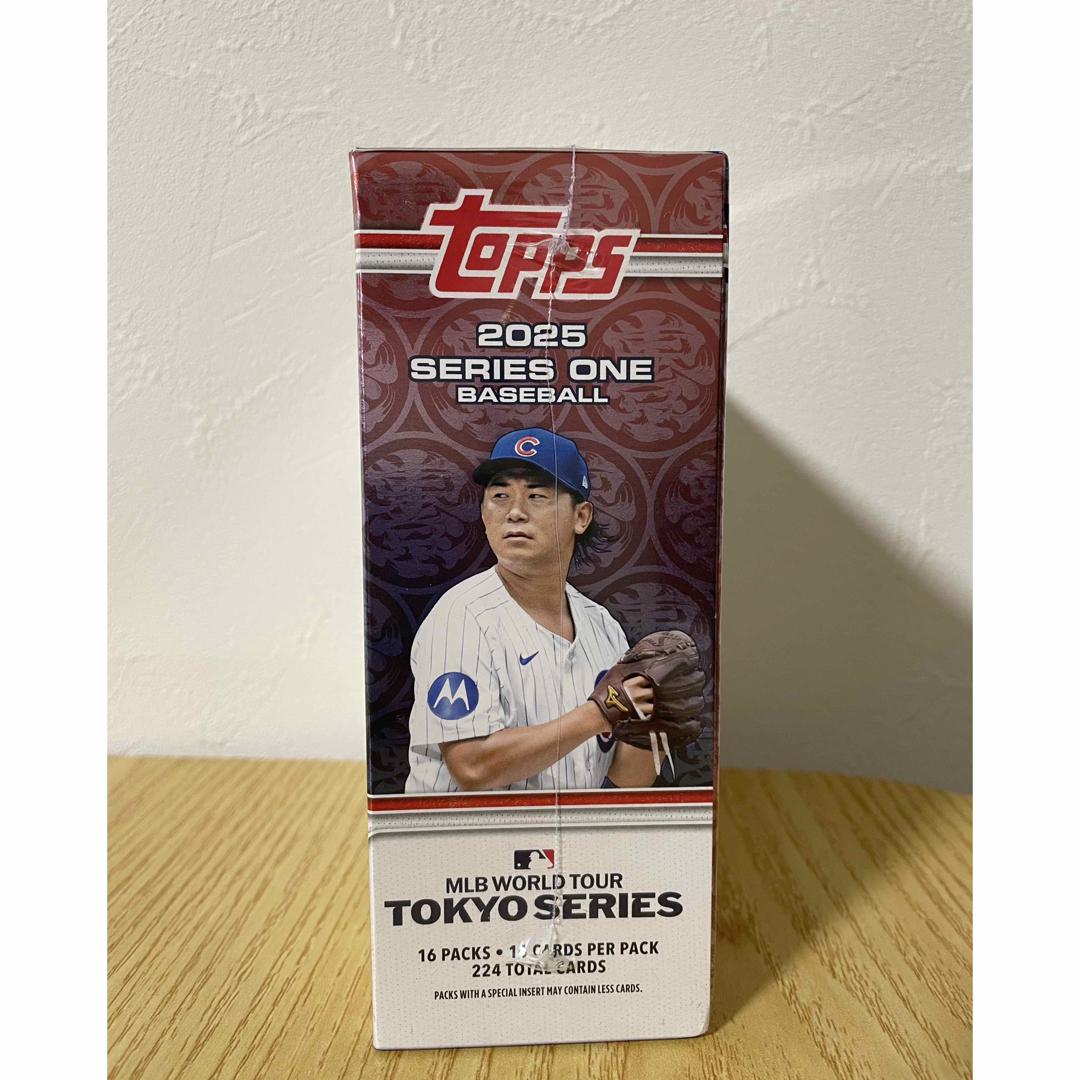 TOPPS
2025
SERIES ONE
BASEBALL
C
MLB WORLD TOUR
TOKYO SERIES
16 PACKS • CARDS PER PACK
224 TOTAL CARDS
PACKS WITH A SPECIAL INSERT MAY CONTAIN LESS CARDS.